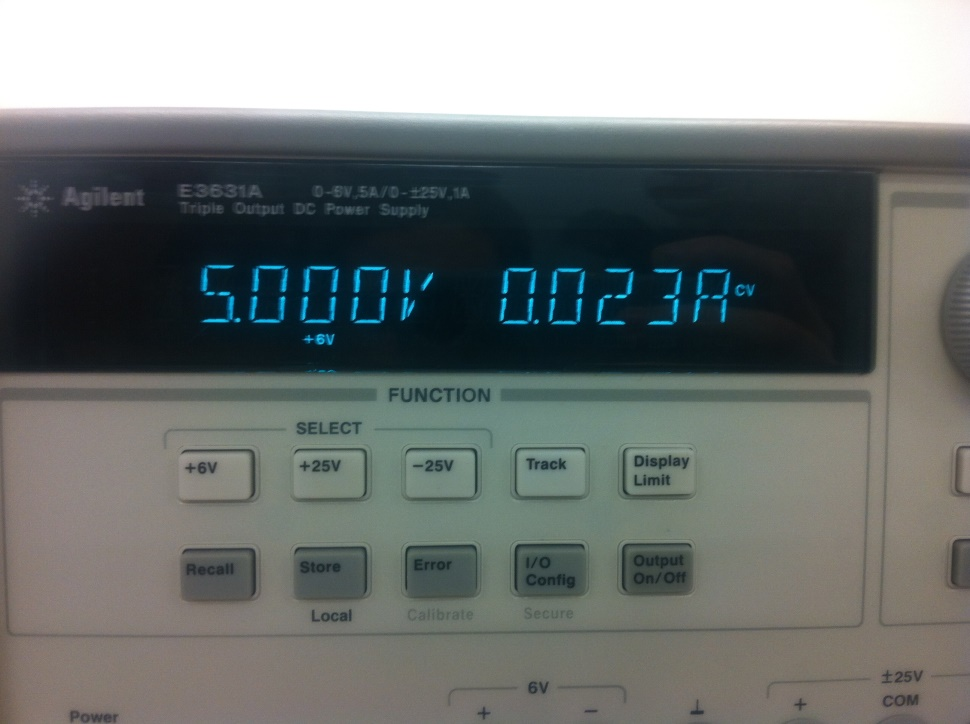 Agilent E3631A 0-6V,5A/0-±25V,1A
Triple Output DC Power Supply
5.000V 0.023A CV
+6V
FUNCTION
SELECT
+6V +25V -25V Track Display Limit
Recall Store Error I/O Config Output On/Off
Local Calibrate Secure
6V ±25V
Power + - + COM